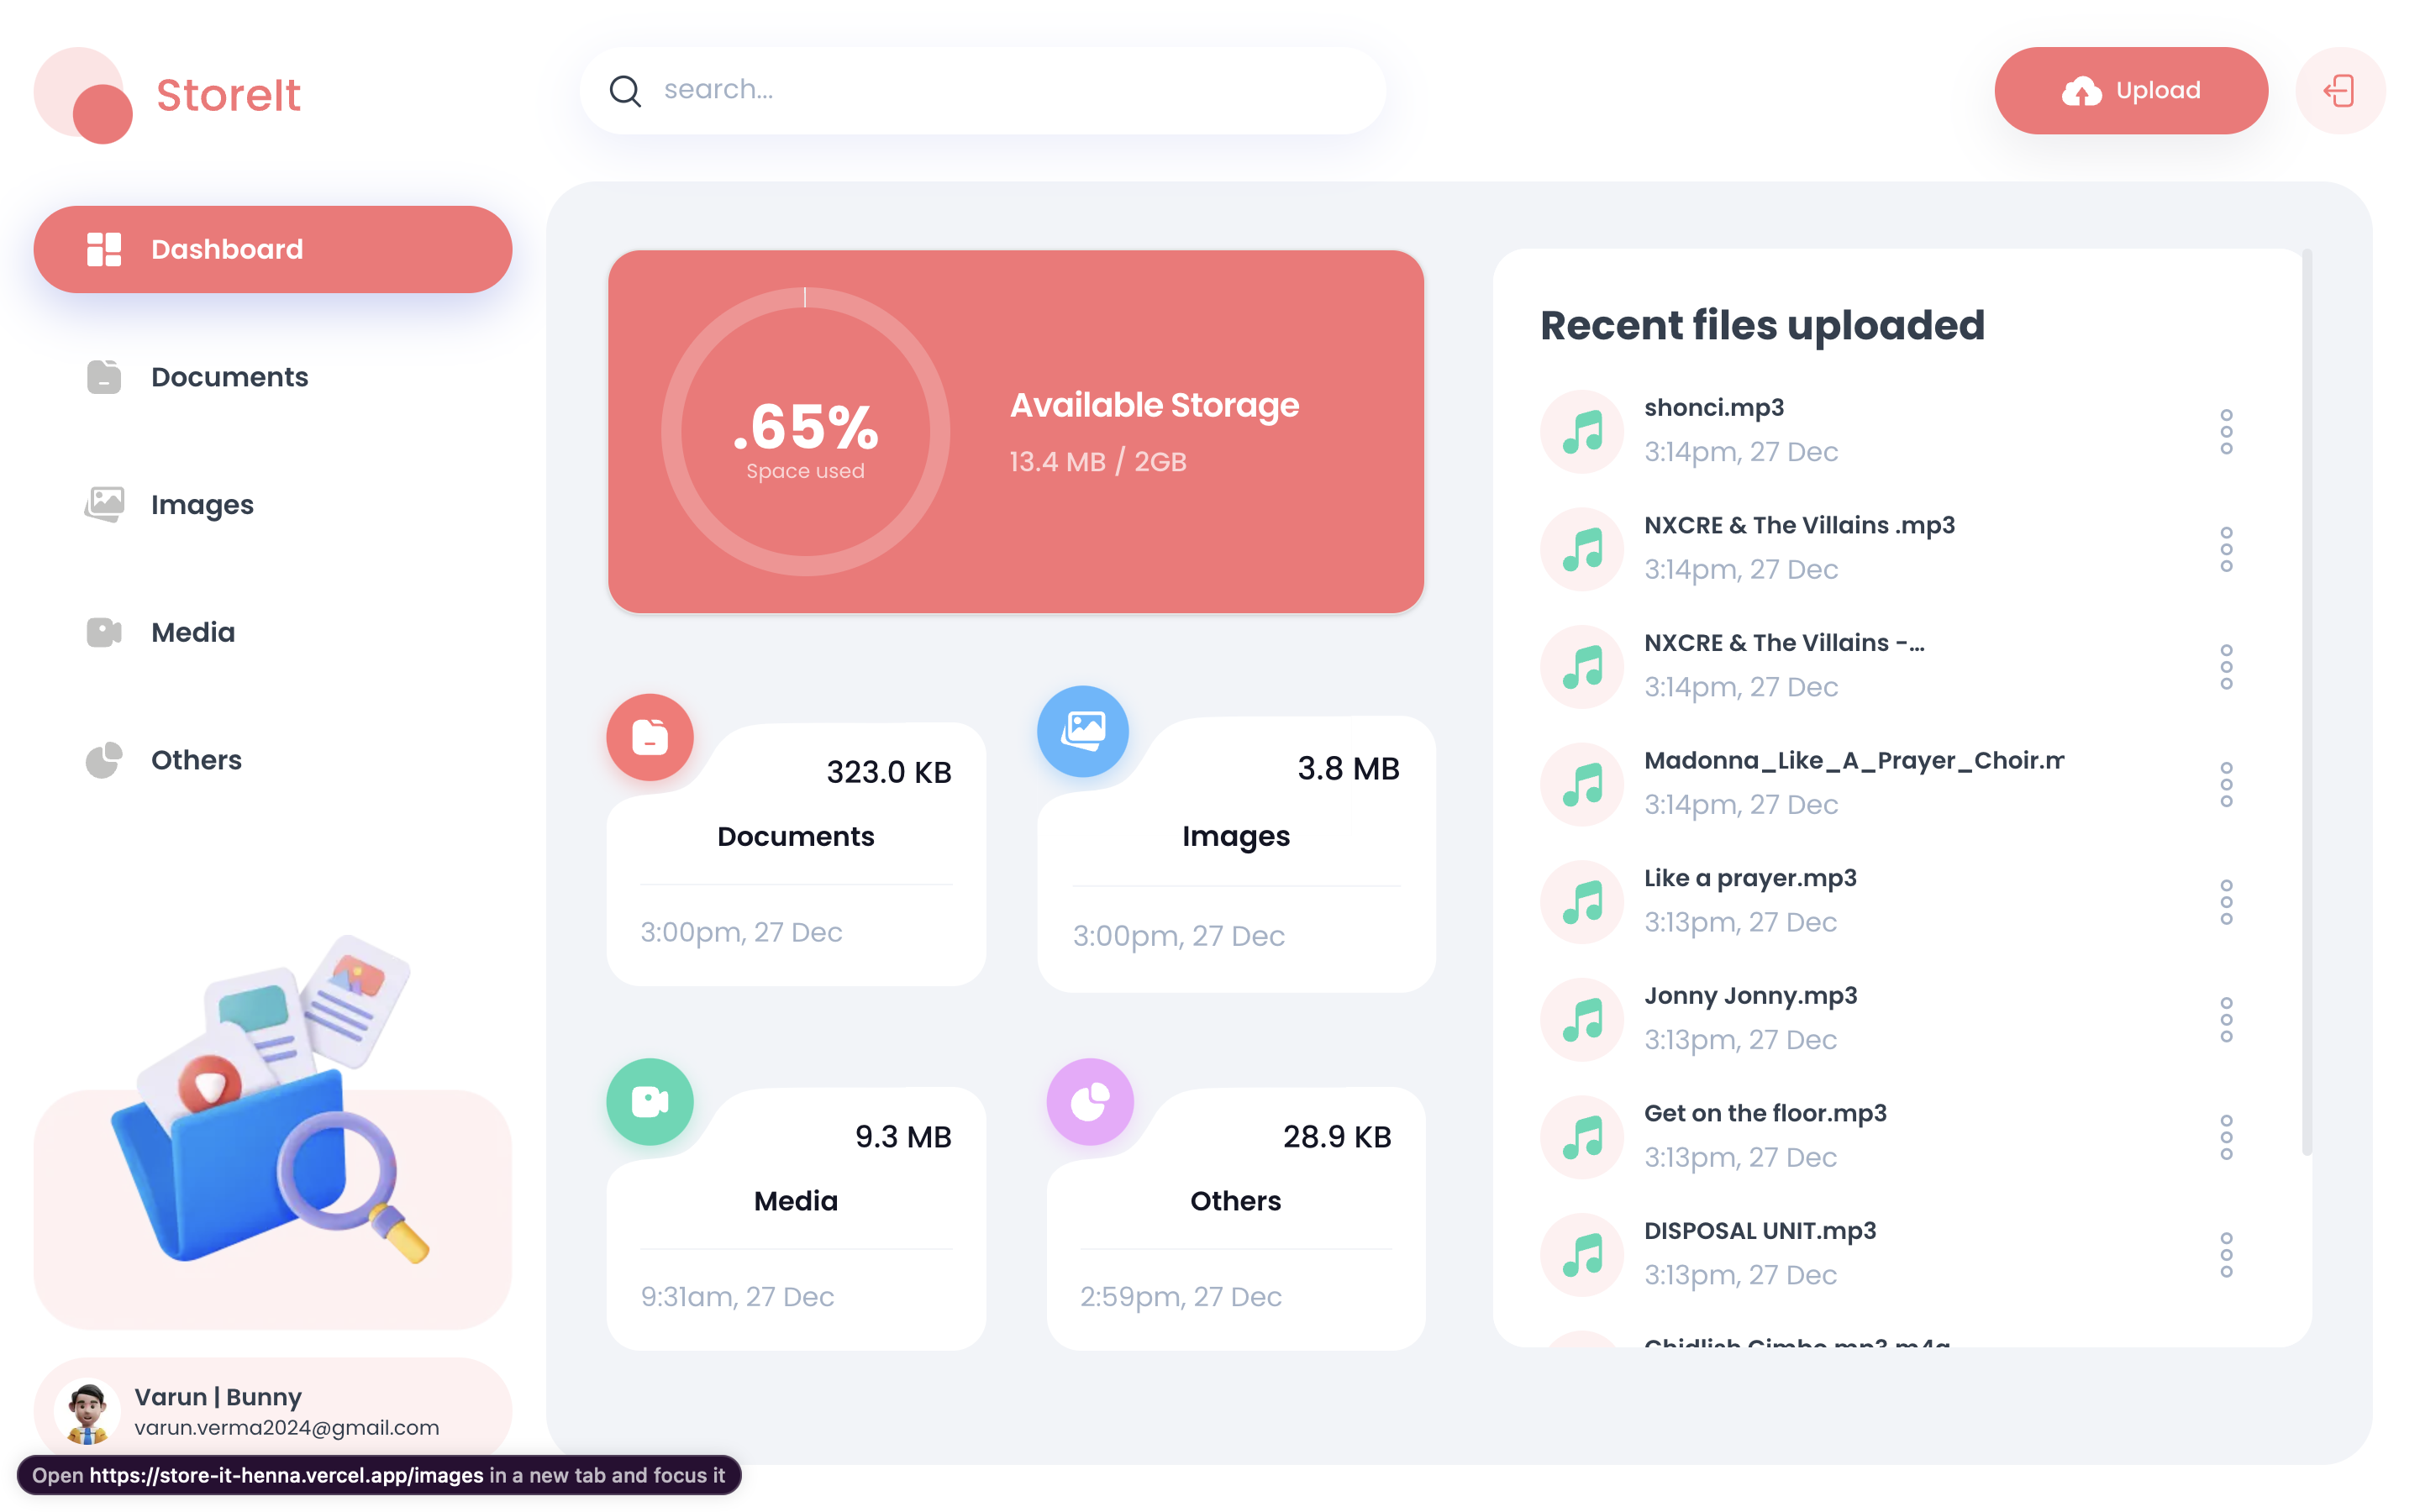 StoreIt
search...
Upload
Dashboard
Documents
Images
Media
Others
Varun | Bunny
varun.verma2024@gmail.com
Open https://store-it-henna.vercel.app/images in a new tab and focus it
.65%
Space used
Available Storage
13.4 MB / 2GB
323.0 KB
Documents
3:00pm, 27 Dec
3.8 MB
Images
3:00pm, 27 Dec
9.3 MB
Media
9:31am, 27 Dec
28.9 KB
Others
2:59pm, 27 Dec
Recent files uploaded
shonci.mp3
3:14pm, 27 Dec
NXCRE & The Villains .mp3
3:14pm, 27 Dec
NXCRE & The Villains -...
3:14pm, 27 Dec
Madonna_Like_A_Prayer_Choir.m
3:14pm, 27 Dec
Like a prayer.mp3
3:13pm, 27 Dec
Jonny Jonny.mp3
3:13pm, 27 Dec
Get on the floor.mp3
3:13pm, 27 Dec
DISPOSAL UNIT.mp3
3:13pm, 27 Dec